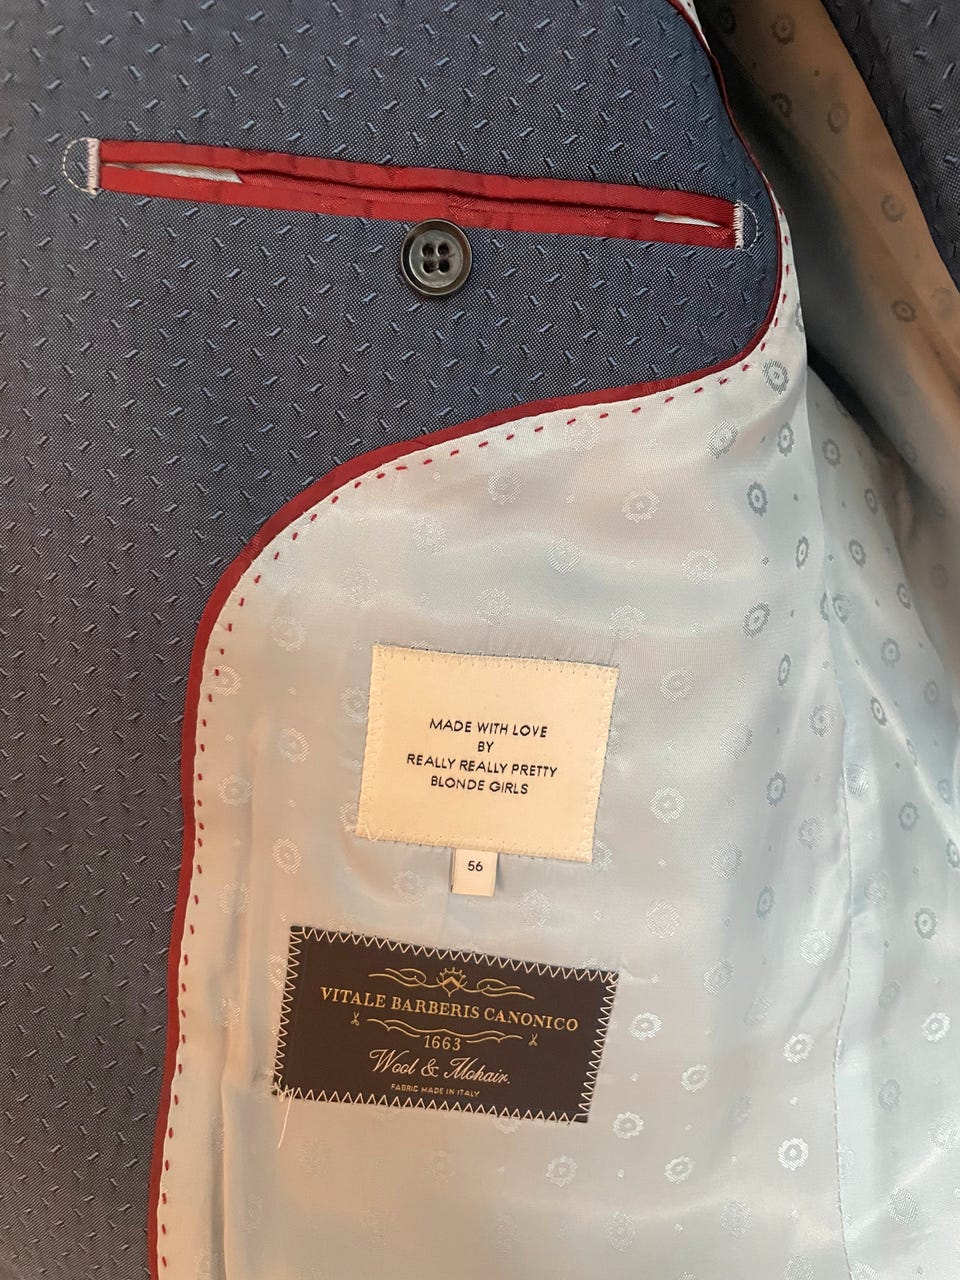 MADE WITH LOVE
BY
REALLY REALLY PRETTY
BLONDE GIRLS
56
VITALE BARBERIS CANONICO
1663
Wool & Mohair.
FABRIC MADE IN ITALY